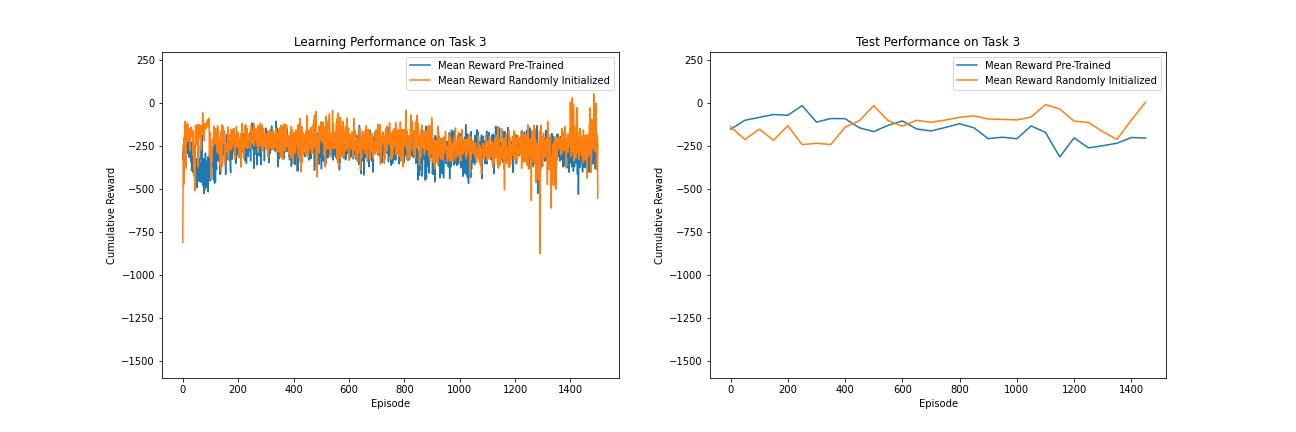 Learning Performance on Task 3
Mean Reward Pre-Trained
Mean Reward Randomly Initialized
250
0
−250
−500
−750
−1000
−1250
−1500
Cumulative Reward
0 200 400 600 800 1000 1200 1400
Episode
Test Performance on Task 3
Mean Reward Pre-Trained
Mean Reward Randomly Initialized
250
0
−250
−500
−750
−1000
−1250
−1500
Cumulative Reward
0 200 400 600 800 1000 1200 1400
Episode